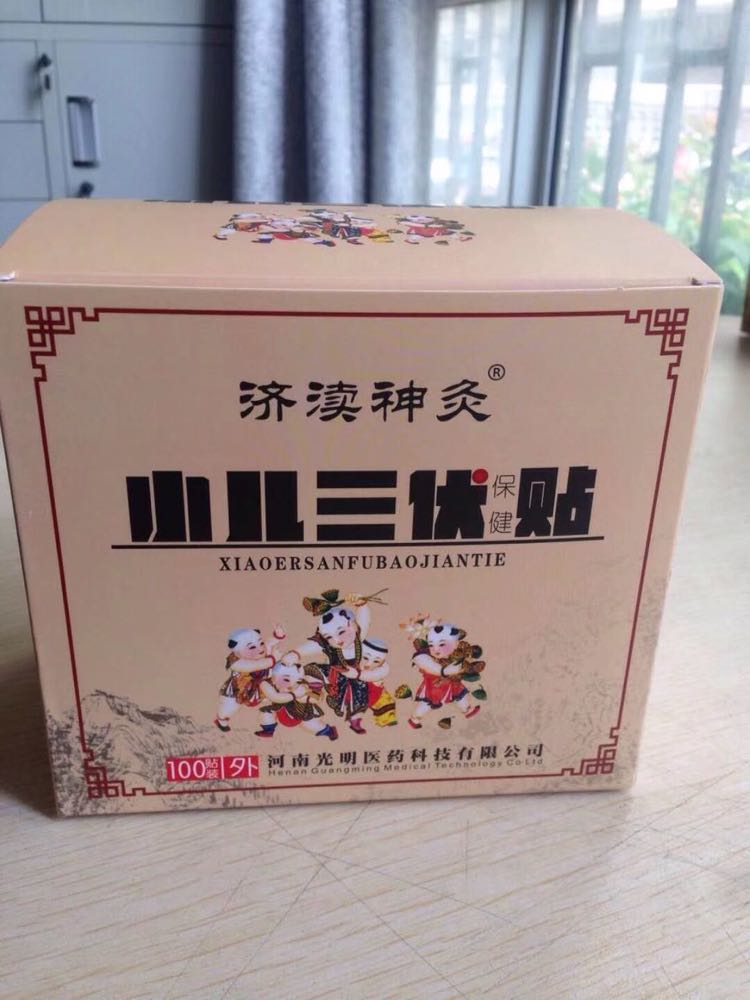 济渎神灸®
小儿三伏保健贴
XIAOERSANFUBAOJIANTIE
100贴装 外 河南光明医药科技有限公司
Henan Guangming Medical Technology Co Ltd